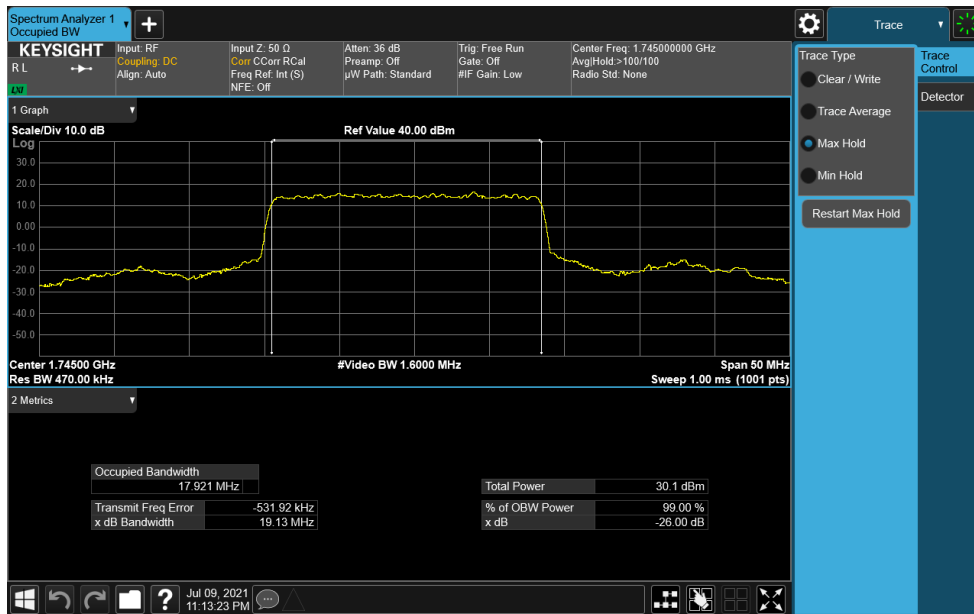 Spectrum Analyzer 1
Occupied BW
Trace
KEYSIGHT
R L
LXI
Input: RF
Coupling: DC
Align: Auto
Input Z: 50 Ω
Corr CCorr RCal
Freq Ref: Int (S)
NFE: Off
Atten: 36 dB
Preamp: Off
µW Path: Standard
Trig: Free Run
Gate: Off
#IF Gain: Low
Center Freq: 1.745000000 GHz
Avg|Hold:>100/100
Radio Std: None
Trace Type
Clear / Write
Trace Average
Max Hold
Min Hold
Restart Max Hold
Trace
Control
Detector
1 Graph
Scale/Div 10.0 dB
Ref Value 40.00 dBm
Log
30.0
20.0
10.0
0.00
-10.0
-20.0
-30.0
-40.0
-50.0
Center 1.74500 GHz
#Video BW 1.6000 MHz
Span 50 MHz
Res BW 470.00 kHz
Sweep 1.00 ms (1001 pts)
2 Metrics
Occupied Bandwidth
17.921 MHz
Total Power 30.1 dBm
Transmit Freq Error -531.92 kHz
% of OBW Power 99.00 %
x dB Bandwidth 19.13 MHz
x dB -26.00 dB
?
Jul 09, 2021
11:13:23 PM